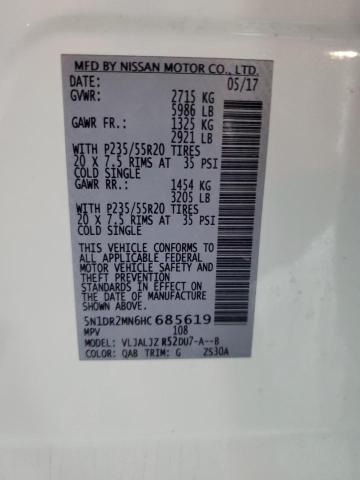 MFD BY NISSAN MOTOR CO., LTD.
DATE: 05/17
GVWR: 2715 KG
5986 LB
GAWR FR.: 1325 KG
2921 LB
WITH P235/55R20 TIRES
20 X 7.5 RIMS AT 35 PSI
COLD SINGLE
GAWR RR.: 1454 KG
3205 LB
WITH P235/55R20 TIRES
20 X 7.5 RIMS AT 35 PSI
COLD SINGLE
THIS VEHICLE CONFORMS TO
ALL APPLICABLE FEDERAL
MOTOR VEHICLE SAFETY
STANDARDS IN EFFECT ON
THE DATE OF MANUFACTURE
SHOWN ABOVE, BUMPER
AND THEFT PREVENTION
5N1DR2MN6HC685619
MPV 108
MODEL: VLJALJZ R52DU7-A--B
COLOR: QAB TRIM: G ZS30A